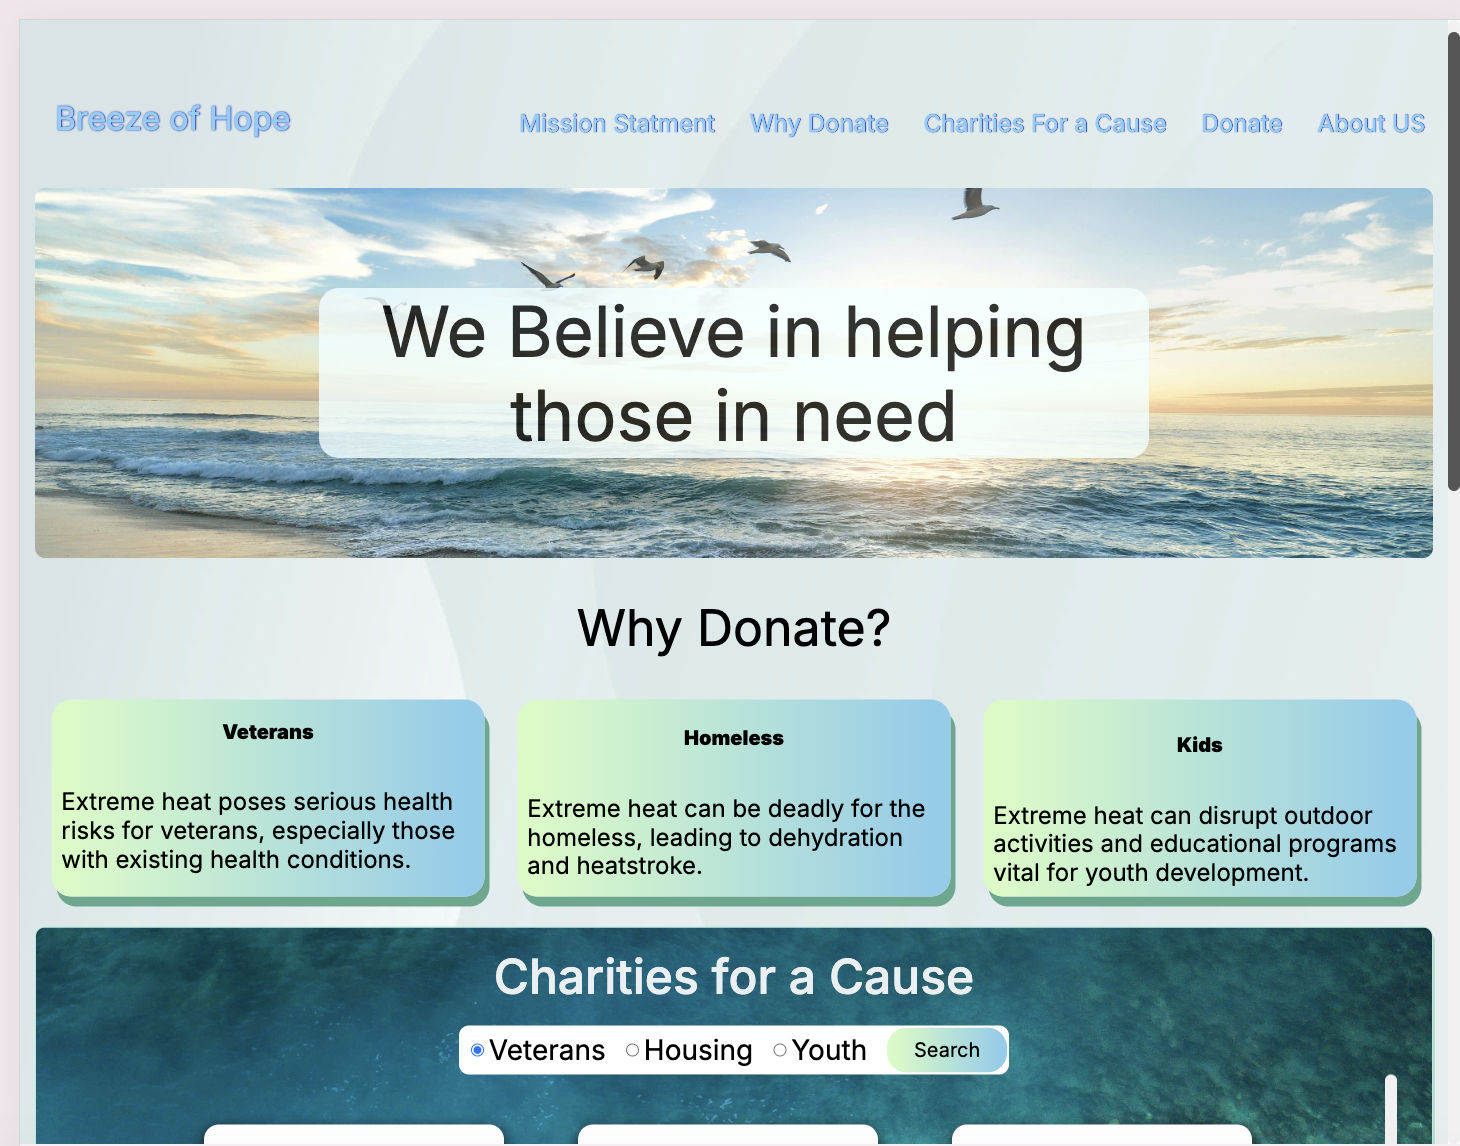 Breeze of Hope
Mission Statment
Why Donate
Charities For a Cause
Donate
About US
We Believe in helping
those in need
Why Donate?
Veterans
Extreme heat poses serious health
risks for veterans, especially those
with existing health conditions.
Homeless
Extreme heat can be deadly for the
homeless, leading to dehydration
and heatstroke.
Kids
Extreme heat can disrupt outdoor
activities and educational programs
vital for youth development.
Charities for a Cause
Veterans
Housing
Youth
Search